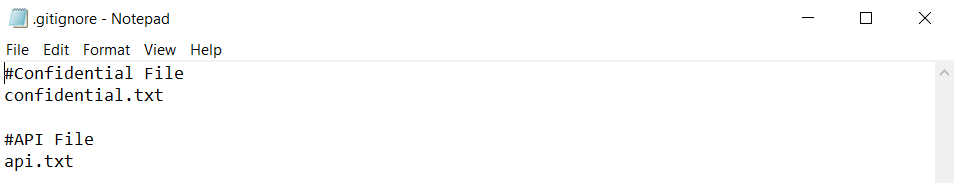 .gitignore - Notepad
File Edit Format View Help
#Confidential File
confidential.txt

#API File
api.txt